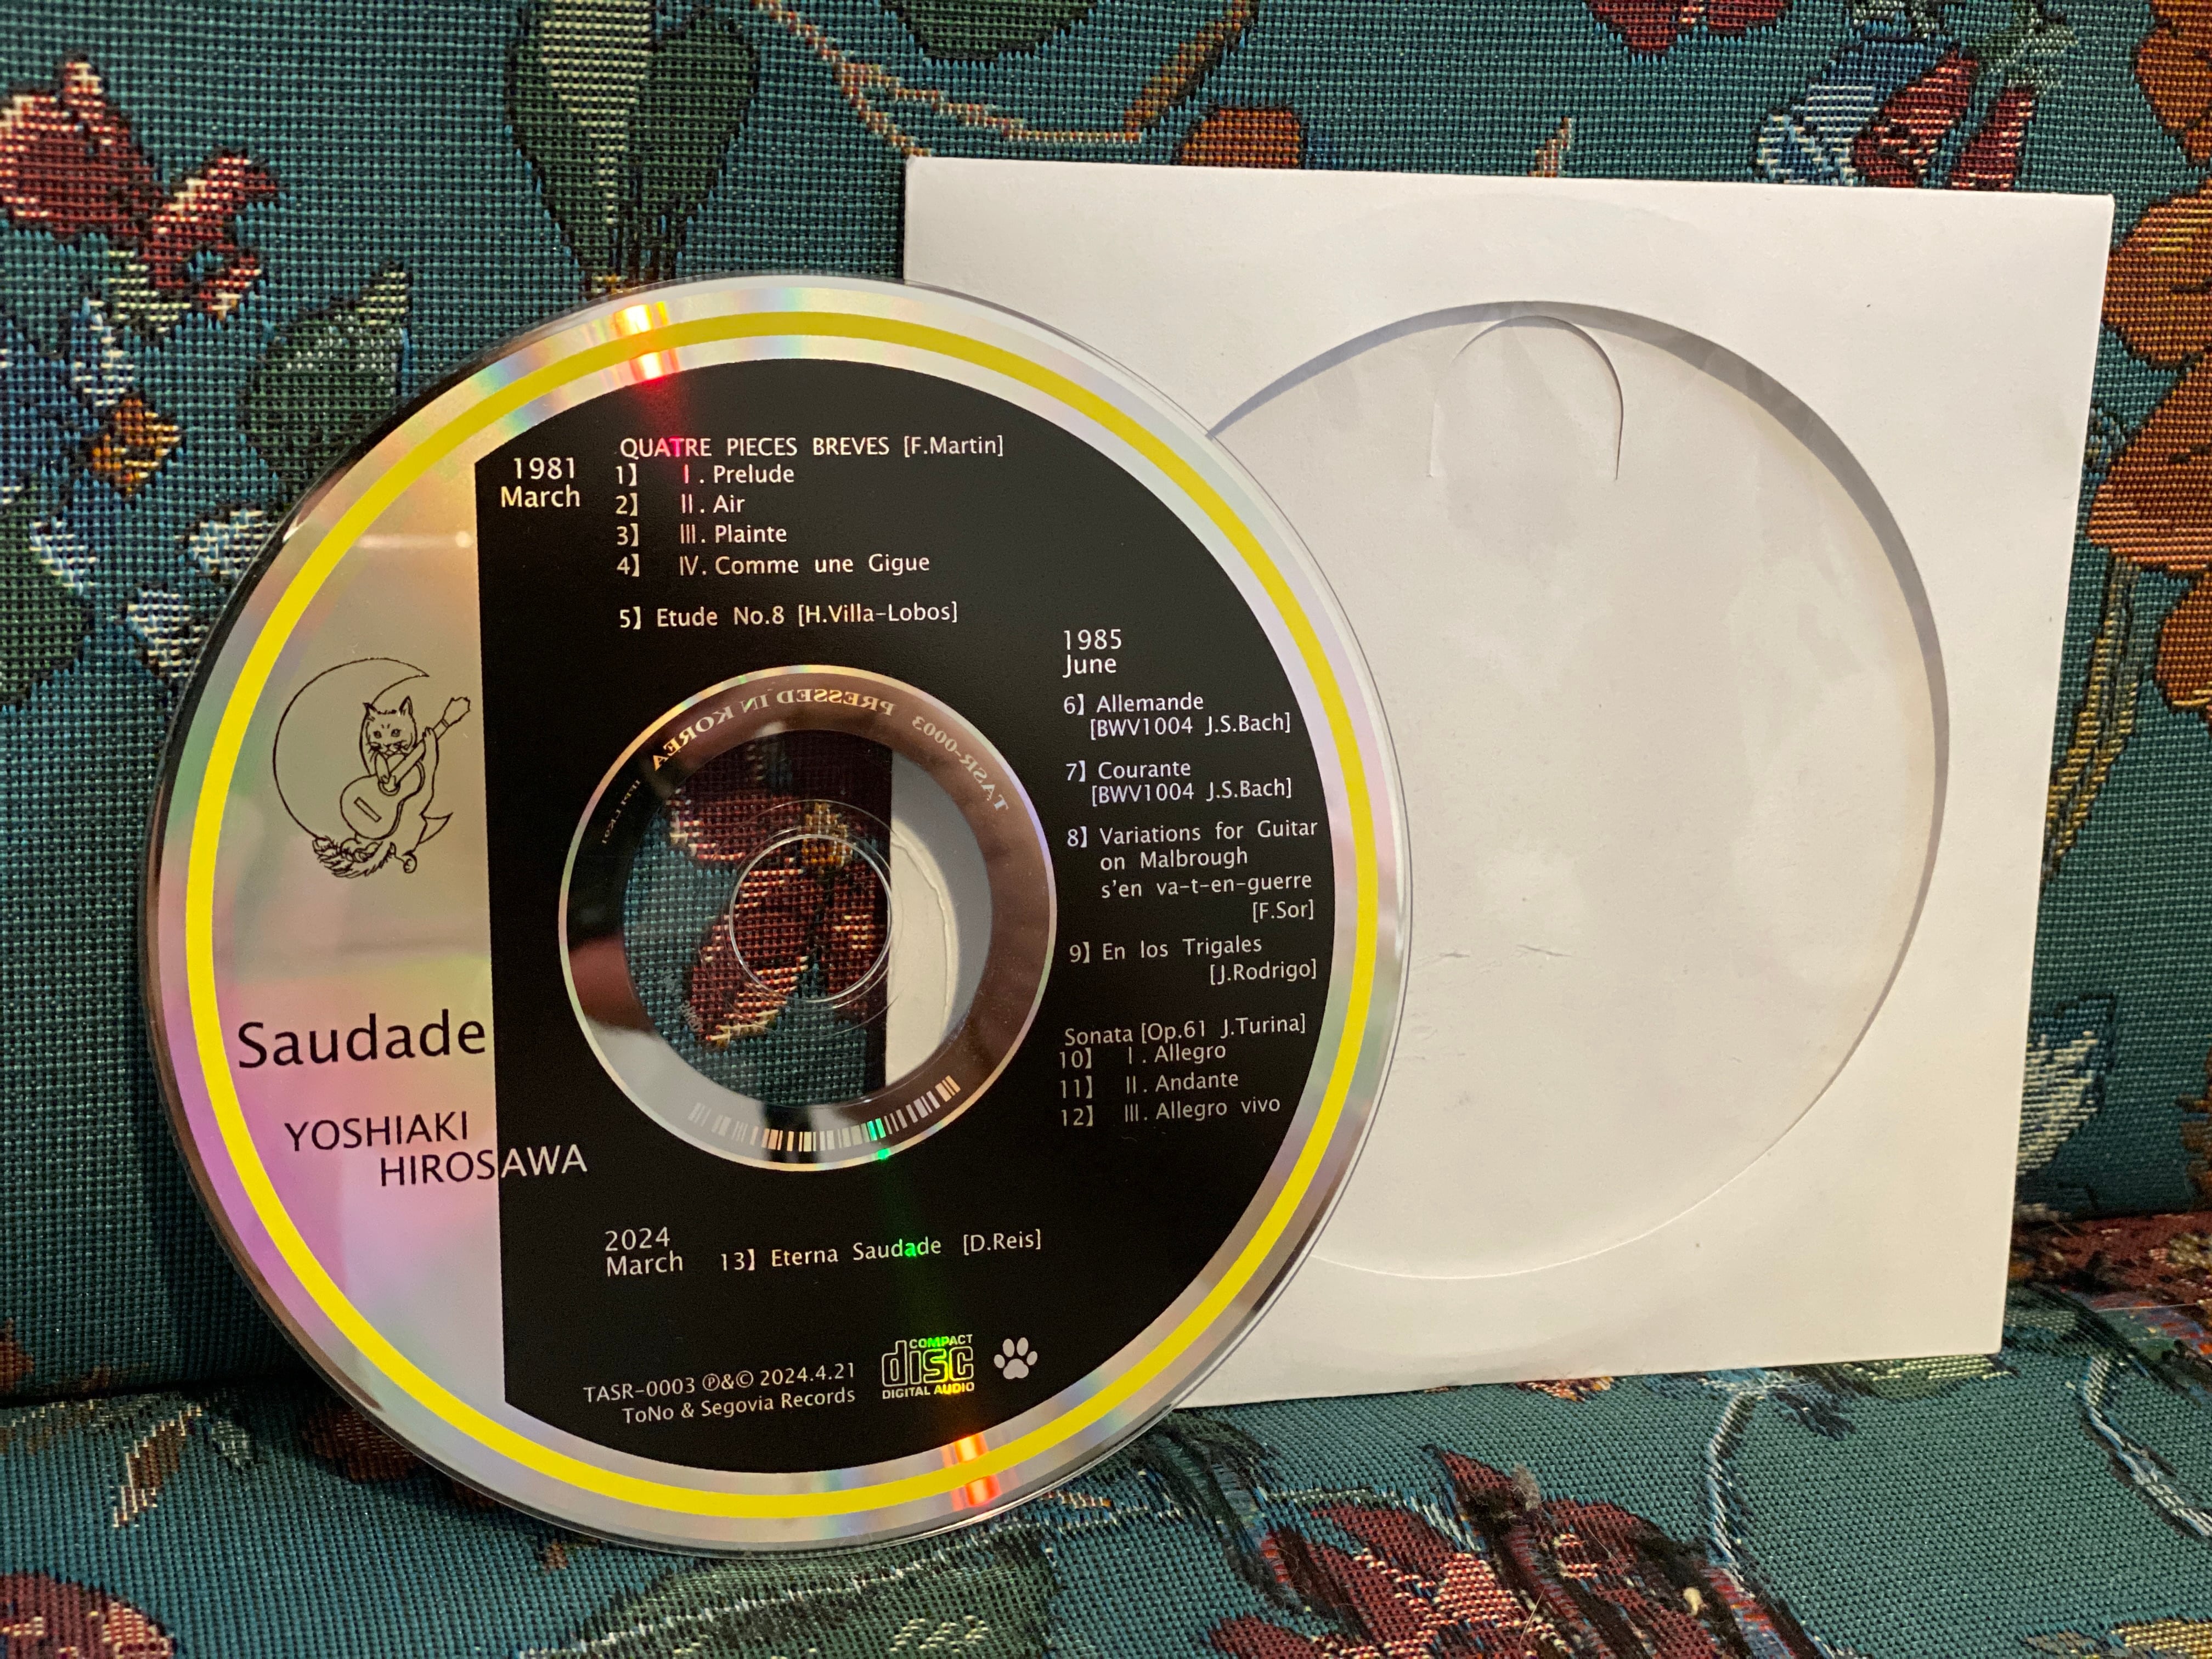 1981
March
QUATRE PIECES BREVES [F.Martin]
1】 Ⅰ. Prelude
2】 Ⅱ. Air
3】 Ⅲ. Plainte
4】 Ⅳ. Comme une Gigue
5】Etude No.8 [H.Villa-Lobos]
1985
June
6】Allemande
[BWV1004 J.S.Bach]
7】Courante
[BWV1004 J.S.Bach]
8】Variations for Guitar
on Malbrough
s'en va-t-en-guerre
[F.Sor]
9】En los Trigales
[J.Rodrigo]
Sonata [Op.61 J.Turina]
10】 Ⅰ. Allegro
11】 Ⅱ. Andante
12】 Ⅲ. Allegro vivo
TASR-0003 PRESSED IN KOREA
Saudade
YOSHIAKI
HIROSAWA
2024
March
13】Eterna Saudade [D.Reis]
TASR-0003 ℗&© 2024.4.21
ToNo & Segovia Records
COMPACT
disc
DIGITAL AUDIO